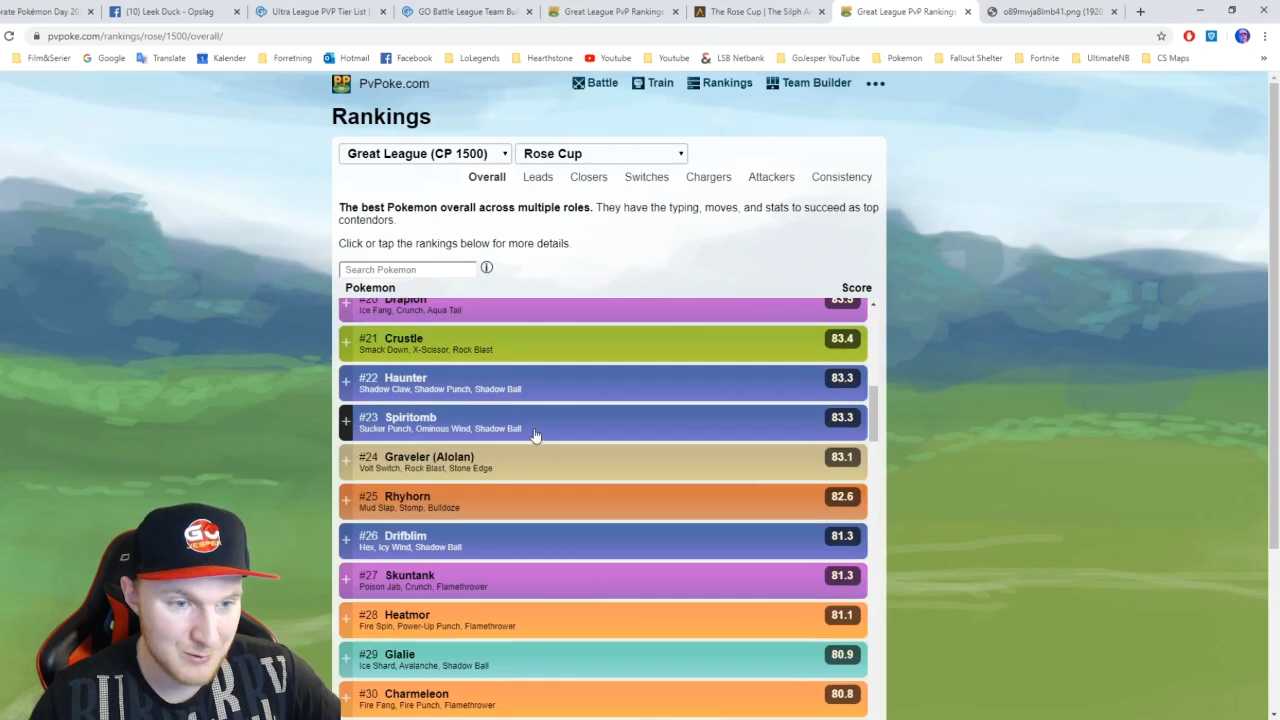 rate Pokémon Day 20
(10) Leek Duck - Opslag
Ultra League PVP Tier List |
GO Battle League Team Bui
Great League PvP Rankings
The Rose Cup | The Silph A
Great League PvP Rankings
o89mwja8lmb41.png (1920
pvpoke.com/rankings/rose/1500/overall/
Film&Serier
Google
Translate
Kalender
Forretning
Hotmail
Facebook
LoLegends
Hearthstone
Youtube
Youtube
LSB Netbank
GoJesper YouTube
Pokemon
Fallout Shelter
Fortnite
UltimateNB
CS Maps
PvPoke.com
Battle
Train
Rankings
Team Builder
Rankings
Great League (CP 1500)
Rose Cup
Overall
Leads
Closers
Switches
Chargers
Attackers
Consistency
The best Pokemon overall across multiple roles. They have the typing, moves, and stats to succeed as top
contendors.
Click or tap the rankings below for more details.
Search Pokemon
Pokemon
Score
#20 Drapion
83.5
Ice Fang, Crunch, Aqua Tail
#21 Crustle
83.4
Smack Down, X-Scissor, Rock Blast
#22 Haunter
83.3
Shadow Claw, Shadow Punch, Shadow Ball
#23 Spiritomb
83.3
Sucker Punch, Ominous Wind, Shadow Ball
#24 Graveler (Alolan)
83.1
Volt Switch, Rock Blast, Stone Edge
#25 Rhyhorn
82.6
Mud Slap, Stomp, Bulldoze
#26 Drifblim
81.3
Hex, Icy Wind, Shadow Ball
#27 Skuntank
81.3
Poison Jab, Crunch, Flamethrower
#28 Heatmor
81.1
Fire Spin, Power-Up Punch, Flamethrower
#29 Glalie
80.9
Ice Shard, Avalanche, Shadow Ball
#30 Charmeleon
80.8
Fire Fang, Fire Punch, Flamethrower
GO
JESPER